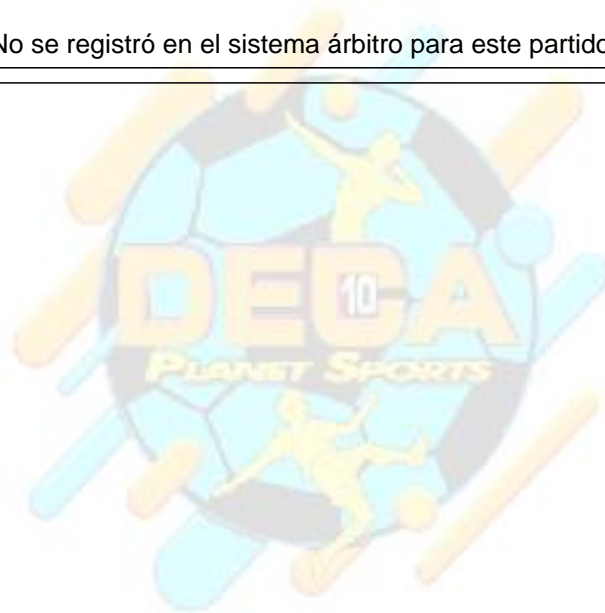 No se registró en el sistema árbitro para este partido
DECA
10
PLANET SPORTS